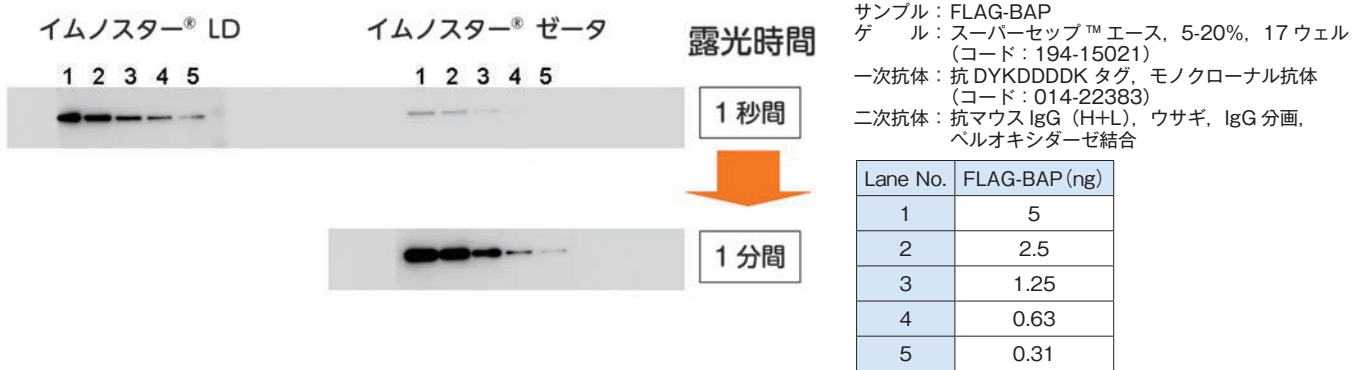 イムノスター® LD
イムノスター® ゼータ
露光時間
1 2 3 4 5
1 2 3 4 5
1 秒間
1 分間
サンプル：FLAG-BAP
ゲル：スーパーセップ™エース，5-20%，17 ウェル
（コード：194-15021）
一次抗体：抗 DYKDDDDK タグ，モノクローナル抗体
（コード：014-22383）
二次抗体：抗マウス IgG（H+L），ウサギ，IgG 分画，
ペルオキシダーゼ結合
Lane No. FLAG-BAP（ng）
1 5
2 2.5
3 1.25
4 0.63
5 0.31